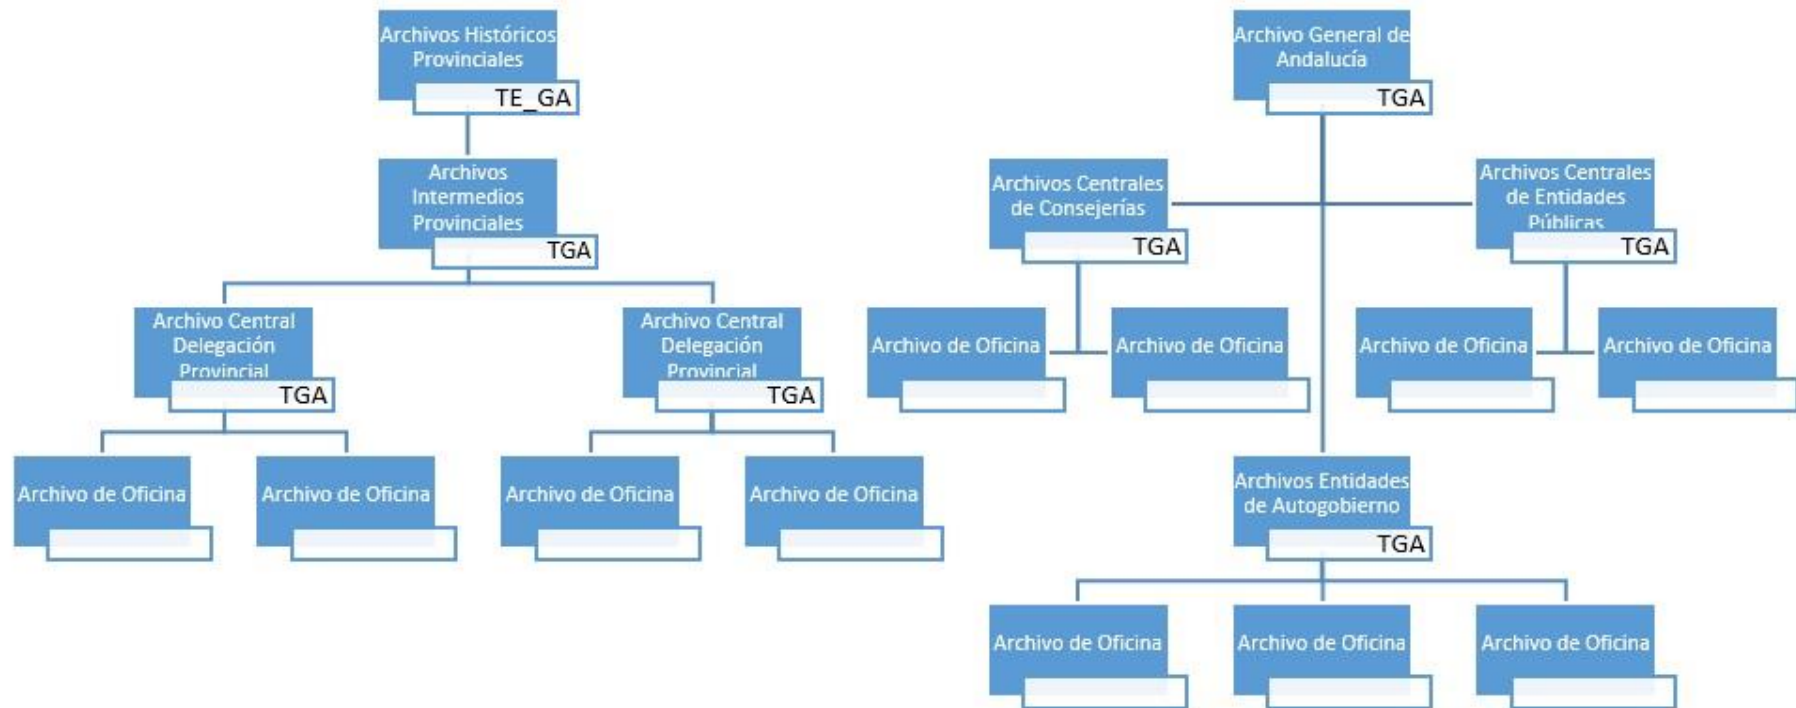 Archivos Históricos
Provinciales
TE_GA
Archivos
Intermedios
Provinciales
TGA
Archivo Central
Delegación
Provincial
TGA
Archivo de Oficina
Archivo de Oficina
Archivo Central
Delegación
Provincial
TGA
Archivo de Oficina
Archivo de Oficina
Archivo General de
Andalucía
TGA
Archivos Centrales
de Consejerías
TGA
Archivo de Oficina
Archivo de Oficina
Archivos Centrales
de Entidades
Públicas
TGA
Archivo de Oficina
Archivo de Oficina
Archivos Entidades
de Autogobierno
TGA
Archivo de Oficina
Archivo de Oficina
Archivo de Oficina